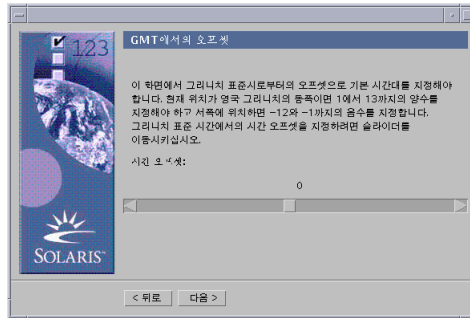 123
GMT에서의 오프셋
이 화면에서 그리니치 표준시로부터의 오프셋으로 기본 시간대를 지정해야
합니다. 현재 위치가 영국 그리니치의 동쪽이면 1에서 13까지의 양수를
지정해야 하구 서쪽에 위치하면 -12와 -1까지의 음수를 지정합니다.
그리니치 표준 시간에서의 시간 오프셋을 지정하려면 슬라이더를
이동시키십시오.
시간 오프셋:
0
SOLARIS™
< 뒤로
다음 >